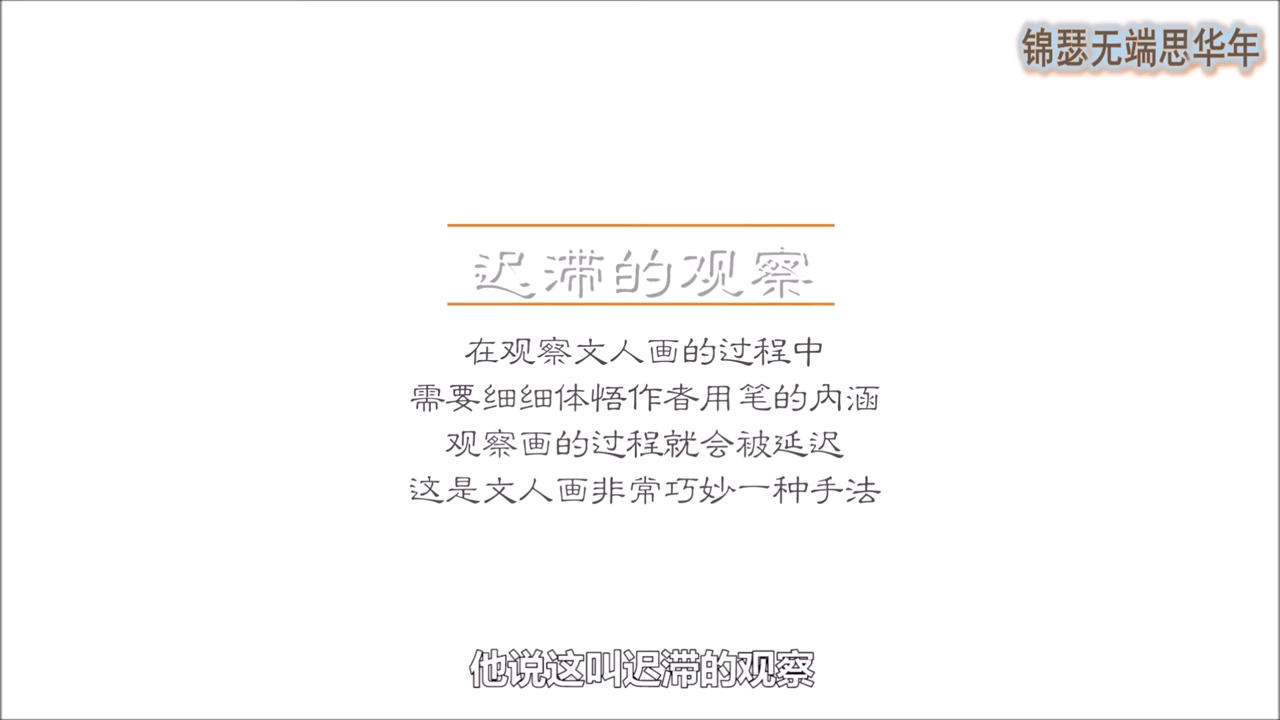 锦瑟无端思华年
迟滞的观察
在观察文人画的过程中
需要细细体悟作者用笔的内涵
观察画的过程就会被延迟
这是文人画非常巧妙一种手法
他说这叫迟滞的观察